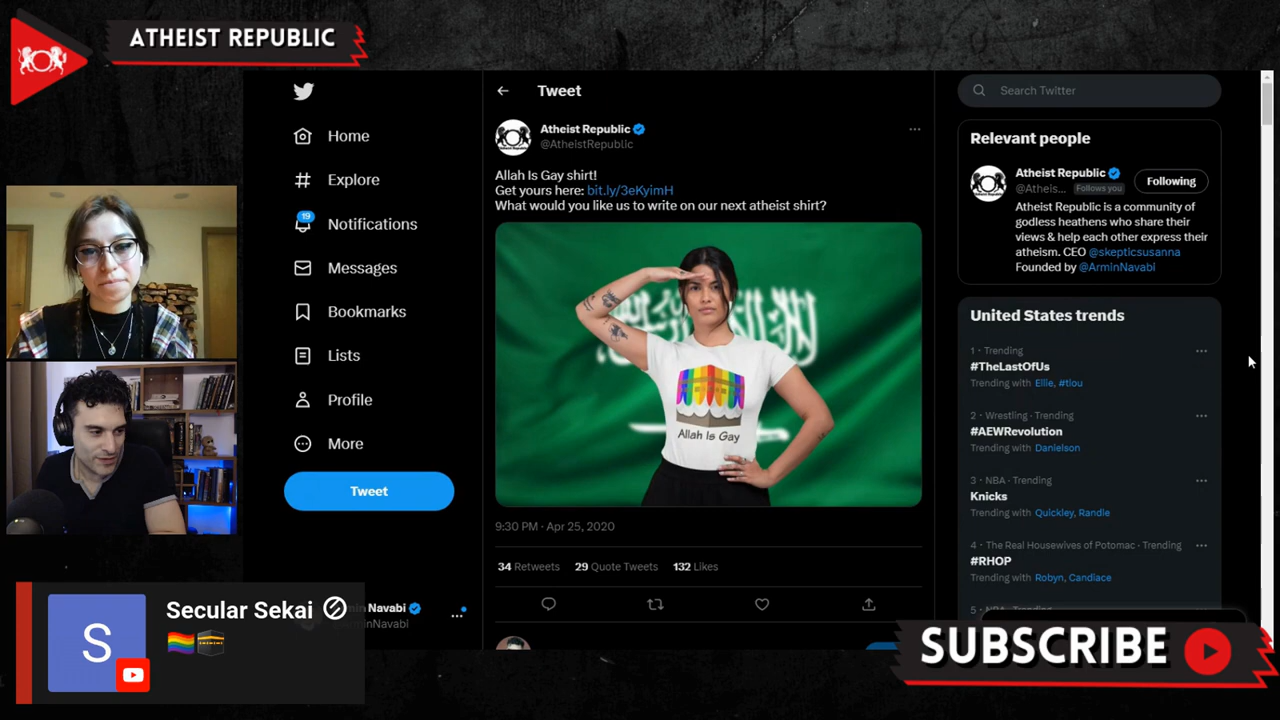 ATHEIST REPUBLIC
Home
Explore
19
Notifications
Messages
Bookmarks
Lists
Profile
More
Tweet
Navabi
Tweet
Atheist Republic
@AtheistRepublic
Allah Is Gay shirt!
Get yours here: bit.ly/3eKyimH
What would you like us to write on our next atheist shirt?
Allah Is Gay
9:30 PM · Apr 25, 2020
34 Retweets 29 Quote Tweets 132 Likes
Search Twitter
Relevant people
Atheist Republic
@Atheis... Follows you
Following
Atheist Republic is a community of
godless heathens who share their
views & help each other express their
atheism. CEO @skepticsusanna
Founded by @ArminNavabi
United States trends
1 · Trending
#TheLastOfUs
Trending with Ellie, #tlou
2 · Wrestling · Trending
#AEWRevolution
Trending with Danielson
3 · NBA · Trending
Knicks
Trending with Quickley, Randle
4 · The Real Housewives of Potomac · Trending
#RHOP
Trending with Robyn, Candiace
S
Secular Sekai
🏳️‍🌈🕋
SUBSCRIBE